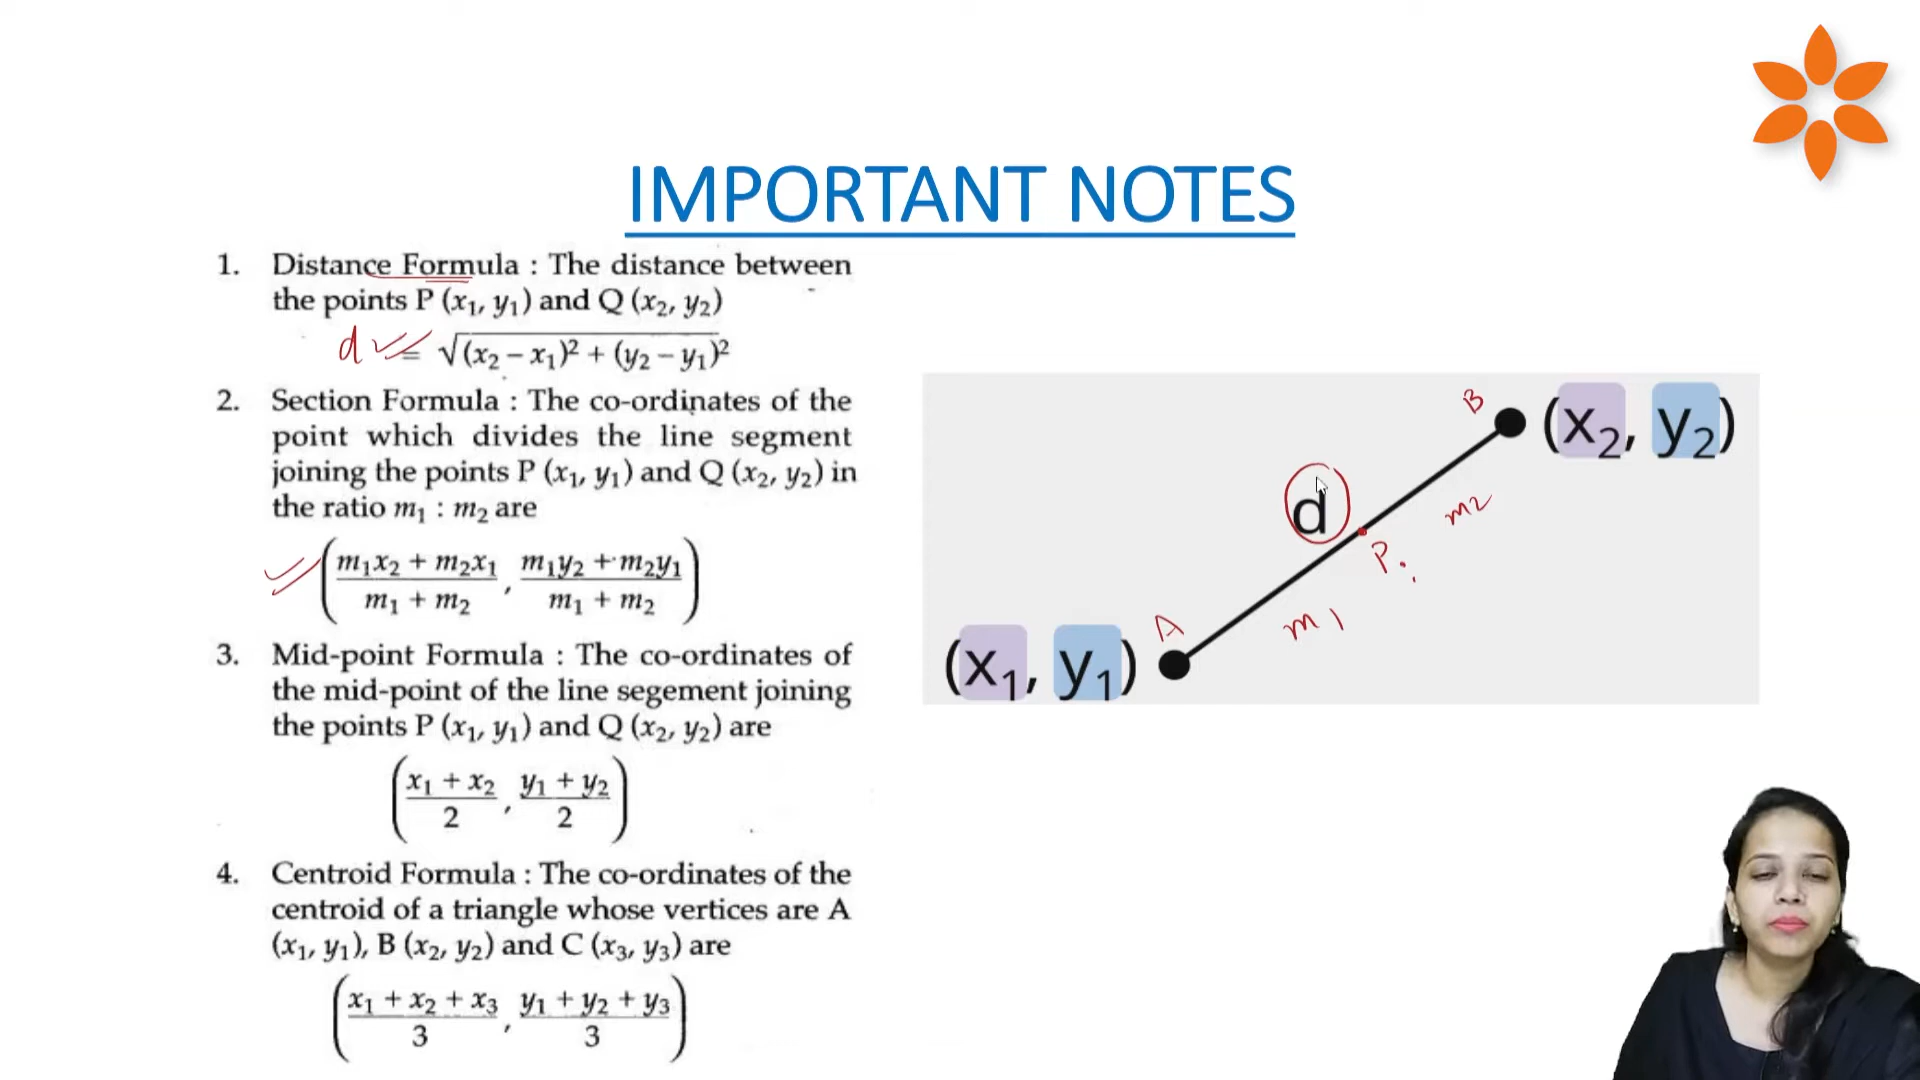 IMPORTANT NOTES
1. Distance Formula : The distance between
the points P (x₁, y₁) and Q (x₂, y₂)
d = √(x₂ – x₁)² + (y₂ – y₁)²
2. Section Formula : The co-ordinates of the
point which divides the line segment
joining the points P (x₁, y₁) and Q (x₂, y₂) in
the ratio m₁ : m₂ are
(m₁x₂ + m₂x₁ / m₁ + m₂ , m₁y₂ + m₂y₁ / m₁ + m₂)
3. Mid-point Formula : The co-ordinates of
the mid-point of the line segement joining
the points P (x₁, y₁) and Q (x₂, y₂) are
(x₁ + x₂ / 2 , y₁ + y₂ / 2)
4. Centroid Formula : The co-ordinates of the
centroid of a triangle whose vertices are A
(x₁, y₁), B (x₂, y₂) and C (x₃, y₃) are
(x₁ + x₂ + x₃ / 3 , y₁ + y₂ + y₃ / 3)
B (x₂, y₂)
d
m2
P
m1
A
(x₁, y₁)